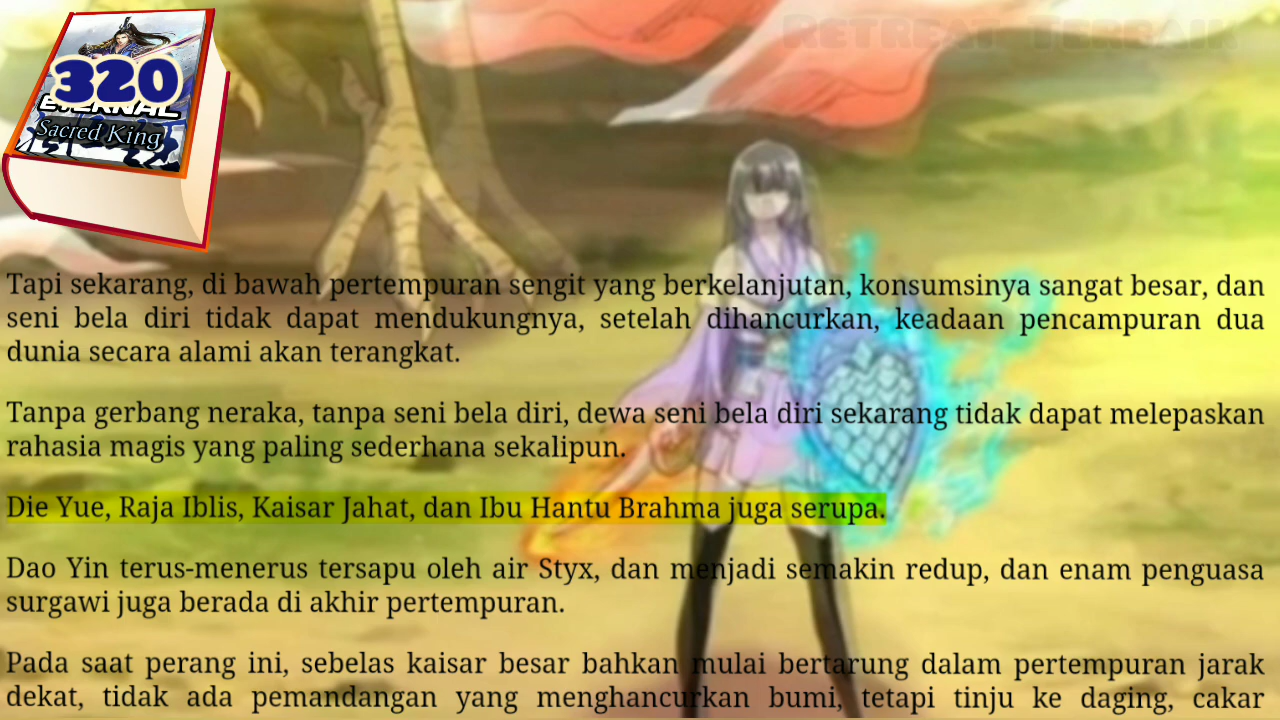 Retreat Terbaik
320
ETERNAL
Sacred King
Tapi sekarang, di bawah pertempuran sengit yang berkelanjutan, konsumsinya sangat besar, dan
seni bela diri tidak dapat mendukungnya, setelah dihancurkan, keadaan pencampuran dua
dunia secara alami akan terangkat.
Tanpa gerbang neraka, tanpa seni bela diri, dewa seni bela diri sekarang tidak dapat melepaskan
rahasia magis yang paling sederhana sekalipun.
Die Yue, Raja Iblis, Kaisar Jahat, dan Ibu Hantu Brahma juga serupa.
Dao Yin terus-menerus tersapu oleh air Styx, dan menjadi semakin redup, dan enam penguasa
surgawi juga berada di akhir pertempuran.
Pada saat perang ini, sebelas kaisar besar bahkan mulai bertarung dalam pertempuran jarak
dekat, tidak ada pemandangan yang menghancurkan bumi, tetapi tinju ke daging, cakar